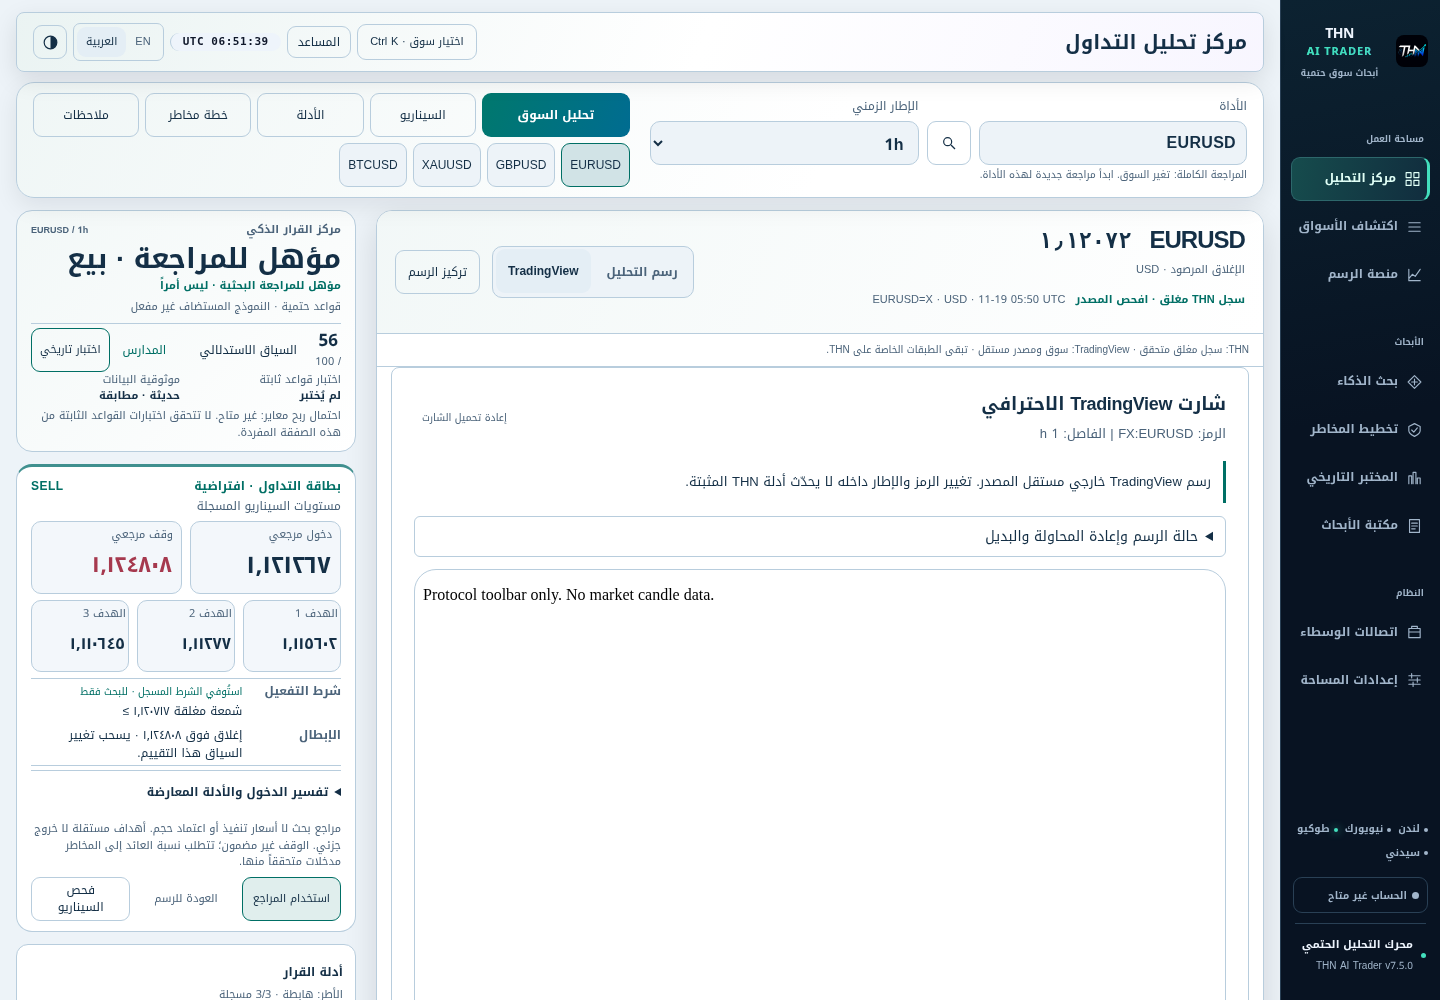 THN
AI TRADER
أبحاث سوق حتمية
مساحة العمل
مركز التحليل
اكتشاف الأسواق
منصة الرسم
الأبحاث
بحث الذكاء
تخطيط المخاطر
المختبر التاريخي
مكتبة الأبحاث
النظام
اتصالات الوسطاء
إعدادات المساحة
لندن
نيويورك
طوكيو
سيدني
الحساب غير متاح
محرك التحليل الحتمي
THN AI Trader v7.5.0
مركز تحليل التداول
اختيار سوق · Ctrl K
المساعد
UTC 06:51:39
EN
العربية
الأداة
EURUSD
الإطار الزمني
1h
المراجعة الكاملة: تغير السوق. ابدأ مراجعة جديدة لهذه الأداة.
تحليل السوق
السيناريو
الأدلة
خطة مخاطر
ملاحظات
EURUSD
GBPUSD
XAUUSD
BTCUSD
EURUSD ١٫١٢٠٧٢
الإغلاق المرصود · USD
سجل THN مغلق · افحص المصدر EURUSD=X · USD · 11-19 05:50 UTC
رسم التحليل
TradingView
تركيز الرسم
THN: سجل مغلق متحقق · TradingView: سوق ومصدر مستقل · تبقى الطبقات الخاصة على THN.
شارت TradingView الاحترافي
الرمز: FX:EURUSD | الفاصل: 1 h
إعادة تحميل الشارت
رسم TradingView خارجي مستقل المصدر. تغيير الرمز والإطار داخله لا يحدّث أدلة THN المثبتة.
حالة الرسم وإعادة المحاولة والبديل
Protocol toolbar only. No market candle data.
مركز القرار الذكي
EURUSD / 1h
مؤهل للمراجعة · بيع
مؤهل للمراجعة البحثية · ليس أمراً
قواعد حتمية · النموذج المستضاف غير مفعل
56
/ 100
السياق الاستدلالي
المدارس
اختبار تاريخي
اختبار قواعد ثابتة
لم يُختبر
موثوقية البيانات
حديثة · مطابقة
احتمال ربح معاير: غير متاح. لا تتحقق اختبارات القواعد الثابتة من
هذه الصفقة المفردة.
بطاقة التداول · افتراضية
SELL
مستويات السيناريو المسجلة
دخول مرجعي
١٫١٢١٢٦٧
وقف مرجعي
١٫١٢٤٨٠٨
الهدف 1
١٫١١٥٦٠٢
الهدف 2
١٫١١٢٧٧
الهدف 3
١٫١١٠٦٤٥
شرط التفعيل
استُوفي الشرط المسجل · للبحث فقط
شمعة مغلقة ١٫١٢٠٧١٧ ≥
الإبطال
إغلاق فوق ١٫١٢٤٨٠٨ · يسحب تغيير
السياق هذا التقييم.
تفسير الدخول والأدلة المعارضة
مراجع بحث لا أسعار تنفيذ أو اعتماد حجم. أهداف مستقلة لا خروج
جزئي. الوقف غير مضمون؛ تتطلب نسبة العائد إلى المخاطر
مدخلات متحققاً منها.
استخدام المراجع
العودة للرسم
فحص
السيناريو
أدلة القرار
الأطر: هابطة · 3/3 مسجلة